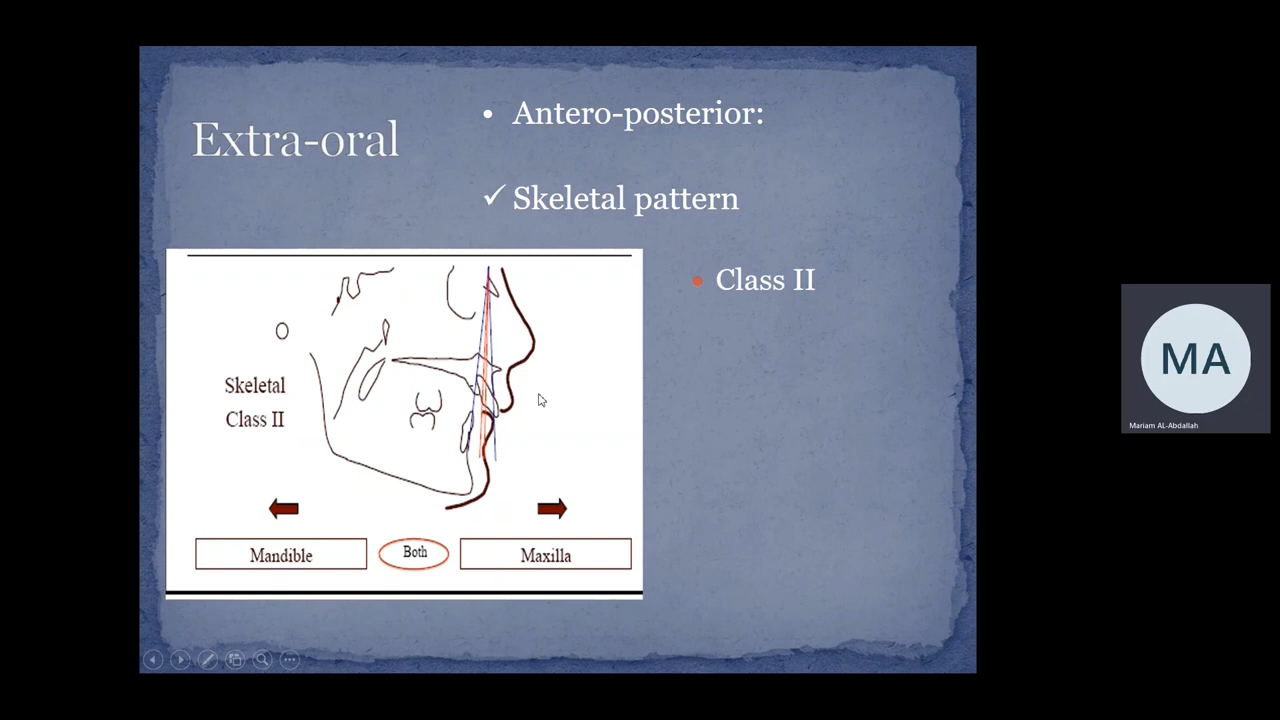 Extra-oral
• Antero-posterior:
✓ Skeletal pattern
• Class II
Skeletal
Class II
Mandible
Both
Maxilla
MA
Mariam AL-Abdallah